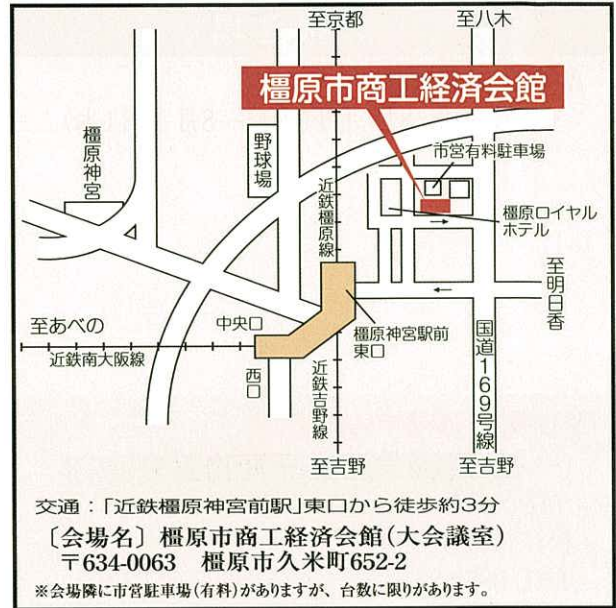 至京都
至八木
橿原市商工経済会館
橿原神宮
野球場
市営有料駐車場
近鉄橿原線
橿原ロイヤル
ホテル
→
←
至明日香
至あべの
中央口
橿原神宮駅前
東口
近鉄南大阪線
西口
近鉄吉野線
国道169号線
至吉野
至吉野
交通：「近鉄橿原神宮前駅」東口から徒歩約3分
〔会場名〕橿原市商工経済会館(大会議室)
〒634-0063 橿原市久米町652-2
※会場隣に市営駐車場(有料)がありますが、台数に限りがあります。